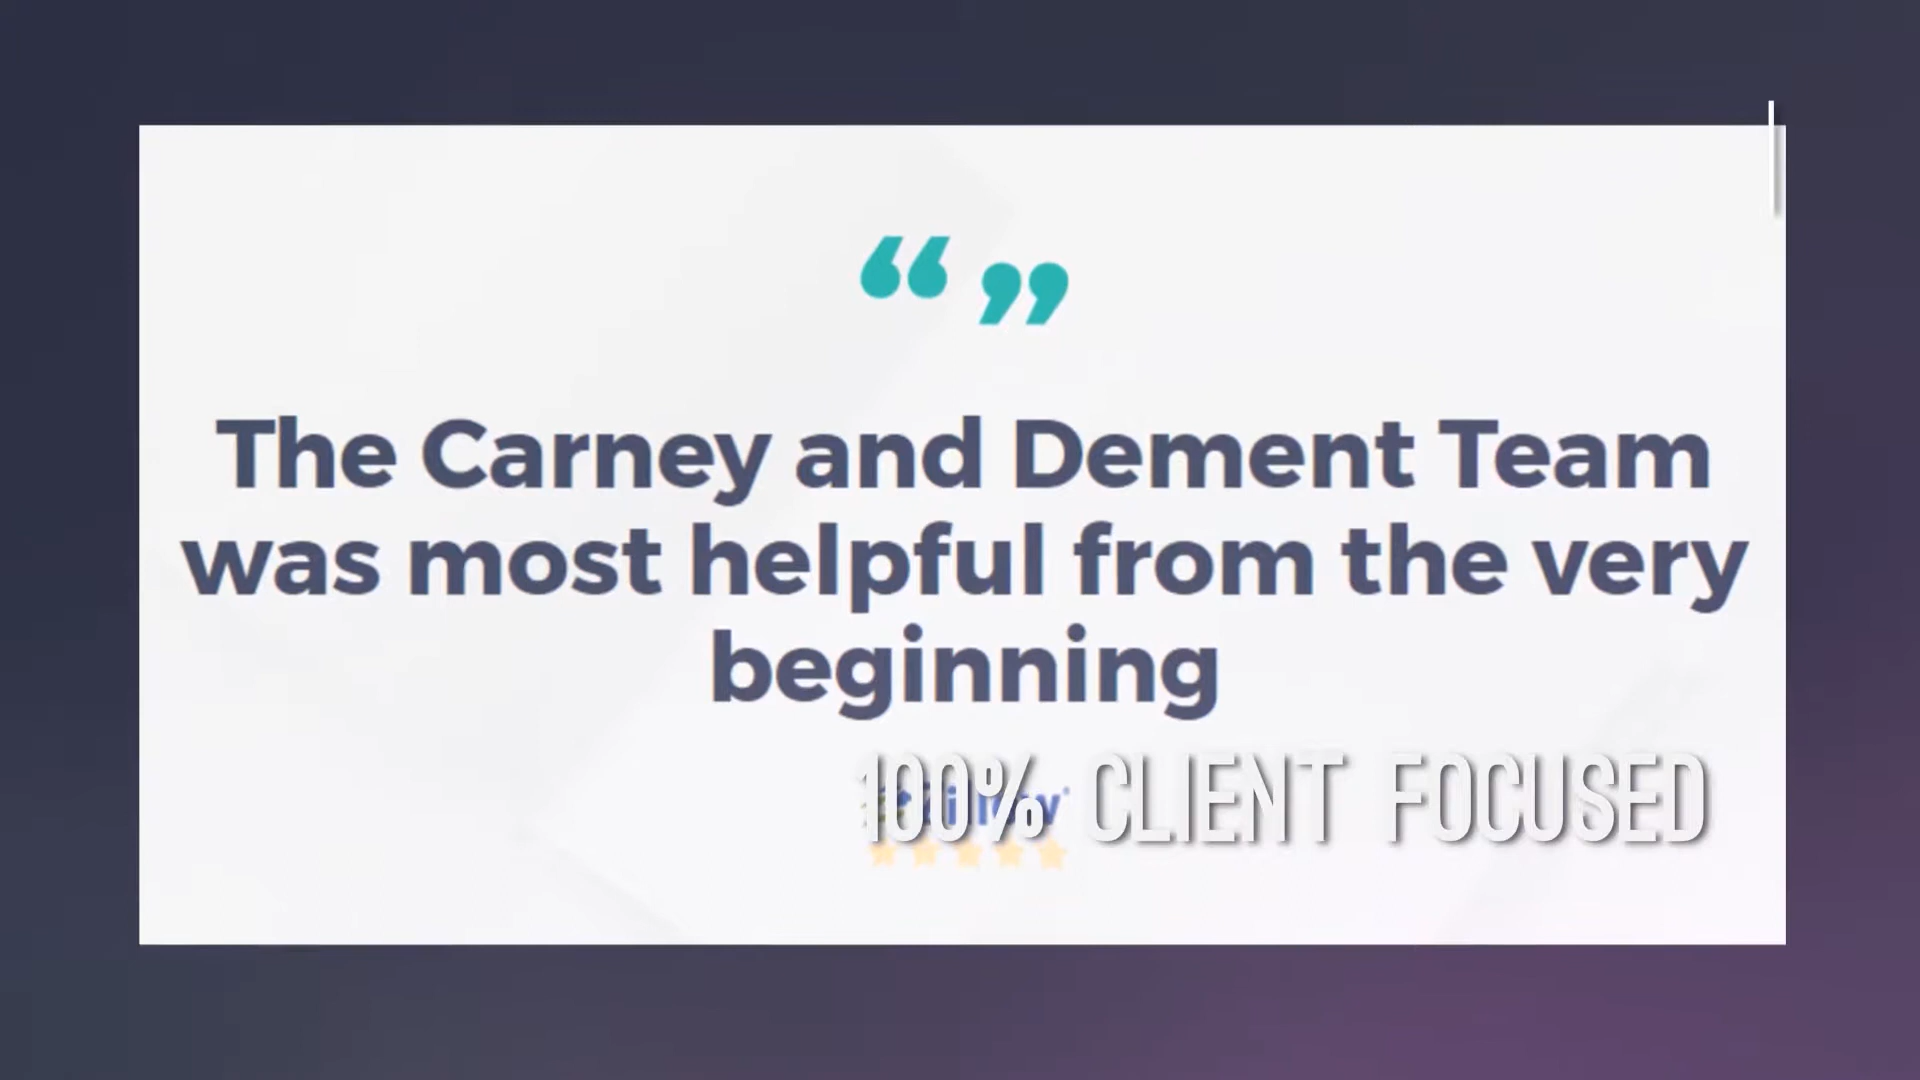 “ ”
The Carney and Dement Team
was most helpful from the very
beginning
100% CLIENT FOCUSED